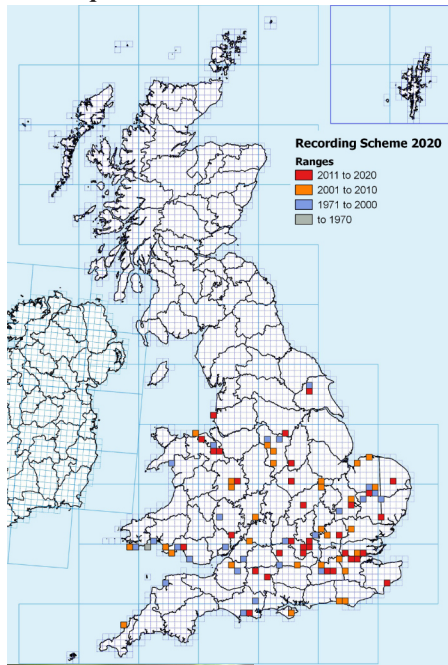 Recording Scheme 2020
Ranges
2011 to 2020
2001 to 2010
1971 to 2000
to 1970